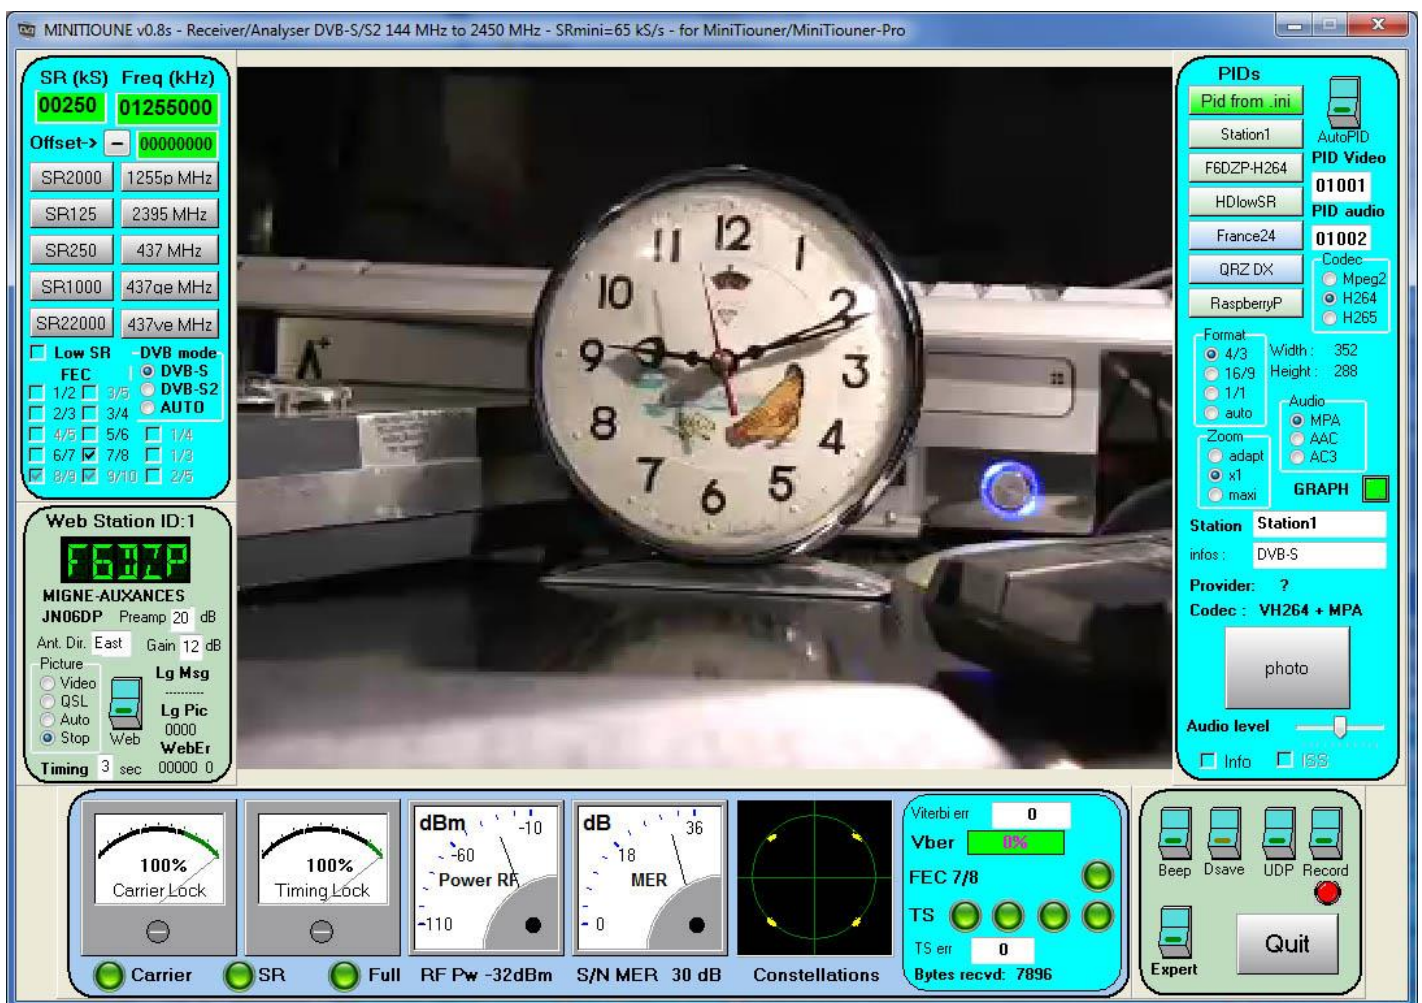 MINITIOUNE v0.8s - Receiver/Analyser DVB-S/S2 144 MHz to 2450 MHz - SRmini=65 kS/s - for MiniTiouner/MiniTiouner-Pro
SR (kS) Freq (kHz)
00250 01255000
Offset-> - 00000000
SR2000 1255p MHz
SR125 2395 MHz
SR250 437 MHz
SR1000 437qe MHz
SR22000 437ve MHz
Low SR DVB mode
FEC DVB-S
1/2 3/5 DVB-S2
2/3 3/4 AUTO
4/5 5/6 1/4
6/7 7/8 1/3
8/9 9/10 2/5
Web Station ID:1
F6DZP
MIGNE-AUXANCES
JN06DP Preamp 20 dB
Ant. Dir. East Gain 12 dB
Picture
Video
QSL
Auto
Stop
Web
Lg Msg
----------
Lg Pic
0000
WebEr
Timing 3 sec 00000 0
12
11 1
10 2
9 3
8 4
7 5
6
PIDs
Pid from .ini
Station1
F6DZP-H264
HDlowSR
France24
QRZ DX
RaspberryP
AutoPID
PID Video
01001
PID audio
01002
Codec
Mpeg2
H264
H265
Format
4/3
16/9
1/1
auto
Width : 352
Height : 288
Audio
MPA
AAC
AC3
Zoom
adapt
x1
maxi
GRAPH
Station Station1
infos : DVB-S
Provider: ?
Codec : VH264 + MPA
photo
Audio level
Info ISS
100%
Carrier Lock
100%
Timing Lock
dBm
-10
-60
Power RF
-110
dB
36
18
MER
0
Carrier SR Full RF Pw -32dBm S/N MER 30 dB Constellations
Viterbi err 0
Vber 0%
FEC 7/8
TS
TS err 0
Bytes recvd: 7896
Beep Dsave UDP Record
Expert
Quit